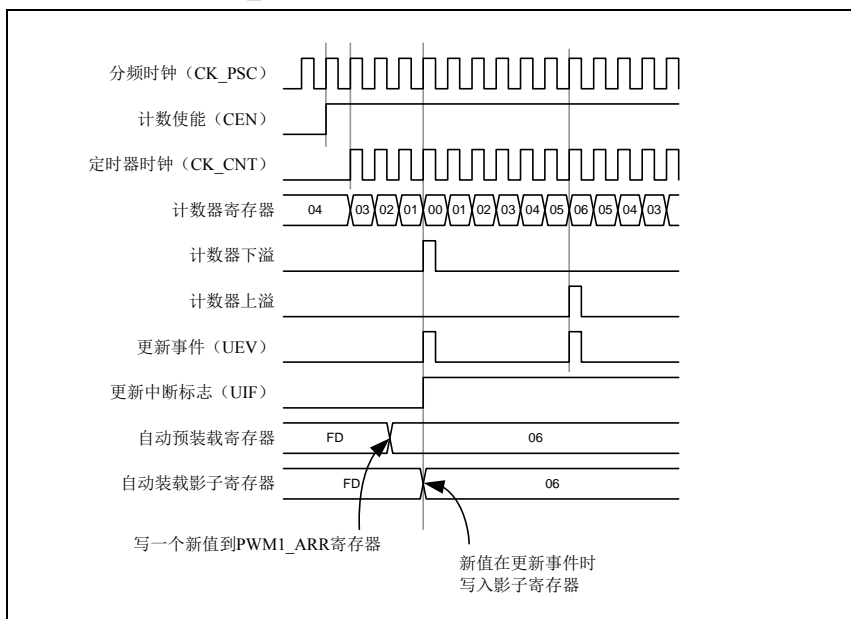 分频时钟（CK_PSC）
计数使能（CEN）
定时器时钟（CK_CNT）
计数器寄存器 04 03 02 01 00 01 02 03 04 05 06 05 04 03
计数器下溢
计数器上溢
更新事件（UEV）
更新中断标志（UIF）
自动预装载寄存器 FD 06
自动装载影子寄存器 FD 06
写一个新值到PWM1_ARR寄存器
新值在更新事件时
写入影子寄存器